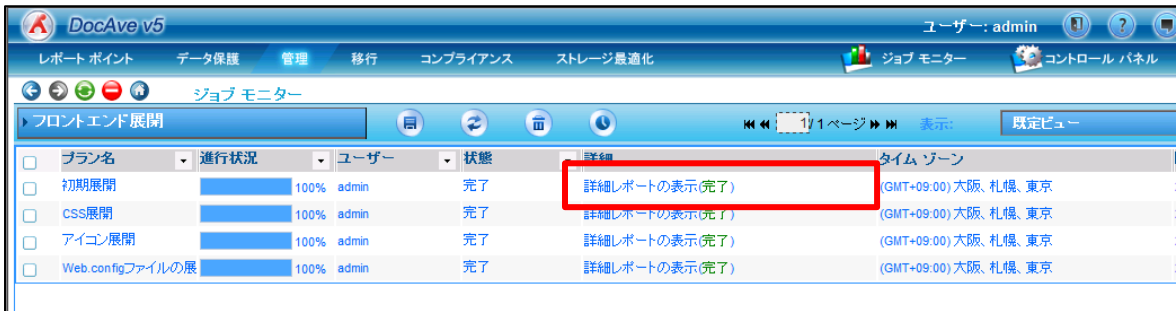 DocAve v5
ユーザー: admin
レポート ポイント データ保護 管理 移行 コンプライアンス ストレージ最適化 ジョブ モニター コントロール パネル
ジョブ モニター
フロントエンド展開 1/1ページ 表示: 既定ビュー
プラン名 進行状況 ユーザー 状態 詳細 タイム ゾーン
初期展開 100% admin 完了 詳細レポートの表示(完了) (GMT+09:00) 大阪、札幌、東京
CSS展開 100% admin 完了 詳細レポートの表示(完了) (GMT+09:00) 大阪、札幌、東京
アイコン展開 100% admin 完了 詳細レポートの表示(完了) (GMT+09:00) 大阪、札幌、東京
Web.configファイルの展 100% admin 完了 詳細レポートの表示(完了) (GMT+09:00) 大阪、札幌、東京